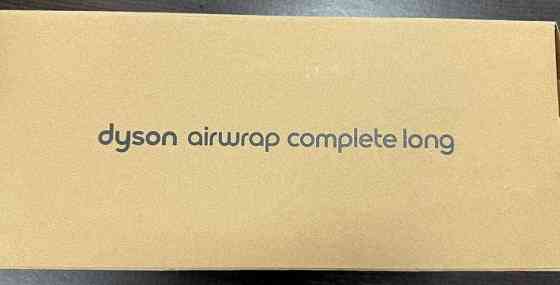 dyson airwrap complete long